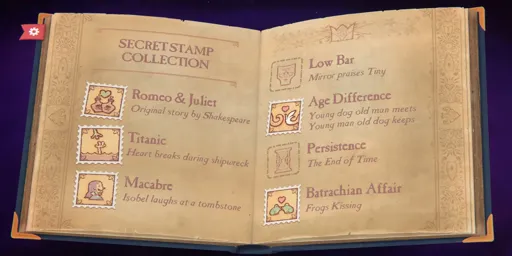 SECRET STAMP
COLLECTION
Romeo & Juliet
Original story by Shakespeare
Titanic
Heart breaks during shipwreck
Macabre
Isobel laughs at a tombstone
Low Bar
Mirror praises Tiny
Age Difference
Young dog old man meets
Young man old dog keeps
Persistence
The End of Time
Batrachian Affair
Frogs Kissing